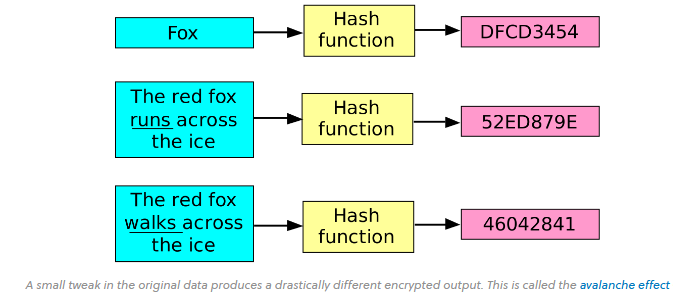 Fox
Hash
function
DFCD3454
The red fox
runs across
the ice
Hash
function
52ED879E
The red fox
walks across
the ice
Hash
function
46042841
A small tweak in the original data produces a drastically different encrypted output. This is called the avalanche effect